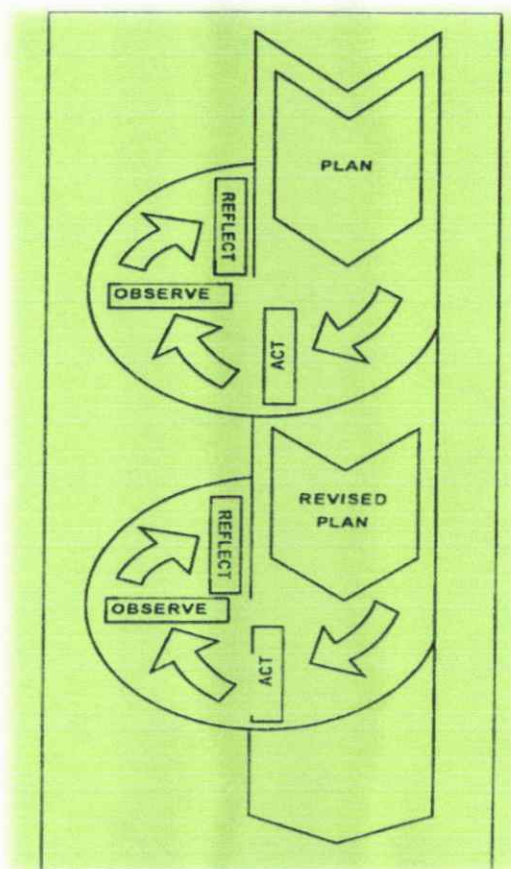 PLAN
ACT
OBSERVE
REFLECT
REVISED
PLAN
ACT
OBSERVE
REFLECT